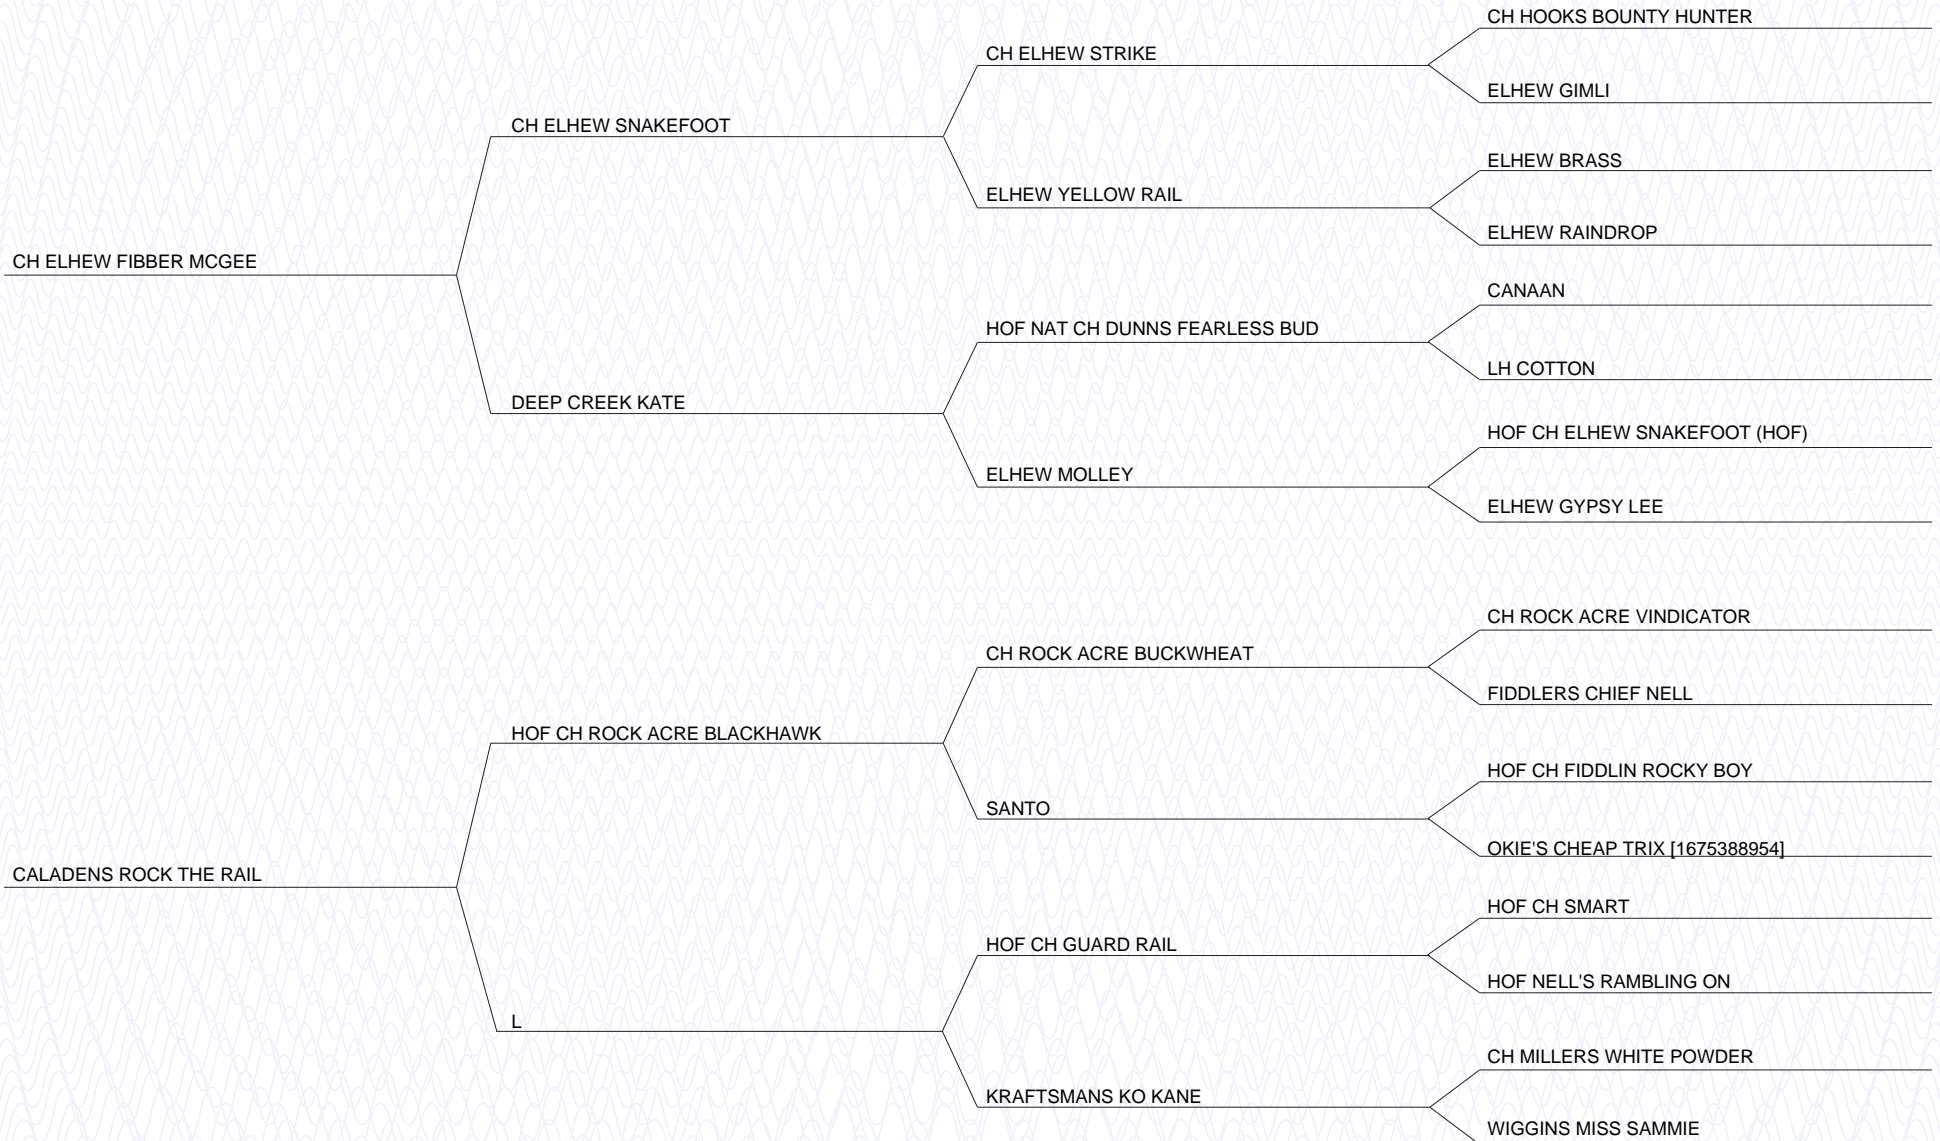 CH HOOKS BOUNTY HUNTER
CH ELHEW STRIKE
ELHEW GIMLI
CH ELHEW SNAKEFOOT
ELHEW BRASS
ELHEW YELLOW RAIL
ELHEW RAINDROP
CH ELHEW FIBBER MCGEE
CANAAN
HOF NAT CH DUNNS FEARLESS BUD
LH COTTON
DEEP CREEK KATE
HOF CH ELHEW SNAKEFOOT (HOF)
ELHEW MOLLEY
ELHEW GYPSY LEE
CH ROCK ACRE VINDICATOR
CH ROCK ACRE BUCKWHEAT
FIDDLERS CHIEF NELL
HOF CH ROCK ACRE BLACKHAWK
HOF CH FIDDLIN ROCKY BOY
SANTO
OKIE'S CHEAP TRIX [1675388954]
CALADENS ROCK THE RAIL
HOF CH SMART
HOF CH GUARD RAIL
HOF NELL'S RAMBLING ON
L
CH MILLERS WHITE POWDER
KRAFTSMANS KO KANE
WIGGINS MISS SAMMIE